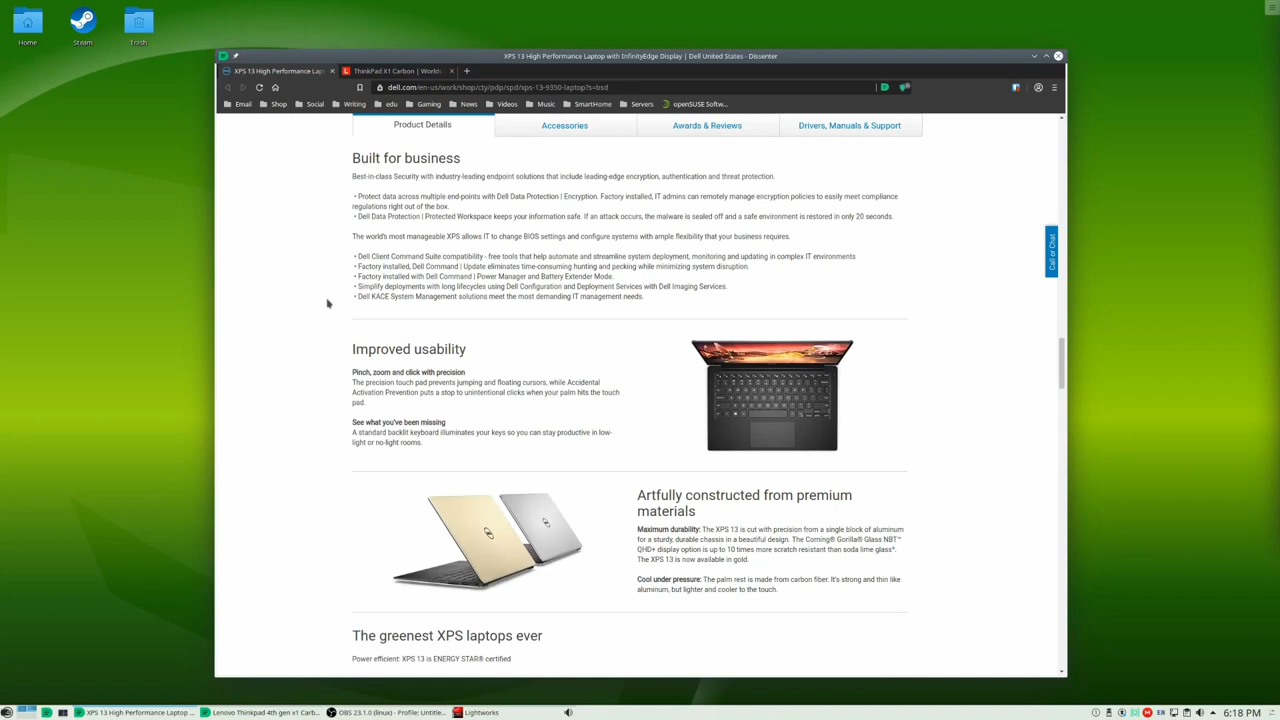 Home
Steam
Trash
XPS 13 High Performance Laptop with InfinityEdge Display | Dell United States - Dissenter
XPS 13 High Performance Lap
ThinkPad X1 Carbon | World
dell.com/en-us/work/shop/cty/pdp/spd/xps-13-9350-laptop?s=bsd
Email
Shop
Social
Writing
edu
Gaming
News
Videos
Music
SmartHome
Servers
openSUSE Softw...
Product Details
Accessories
Awards & Reviews
Drivers, Manuals & Support
Built for business
Best-in-class Security with industry-leading endpoint solutions that include leading-edge encryption, authentication and threat protection.
• Protect data across multiple end-points with Dell Data Protection | Encryption. Factory installed, IT admins can remotely manage encryption policies to easily meet compliance
regulations right out of the box.
• Dell Data Protection | Protected Workspace keeps your information safe. If an attack occurs, the malware is sealed off and a safe environment is restored in only 20 seconds.
The world's most manageable XPS allows IT to change BIOS settings and configure systems with ample flexibility that your business requires.
• Dell Client Command Suite compatibility - free tools that help automate and streamline system deployment, monitoring and updating in complex IT environments
• Factory installed, Dell Command | Update eliminates time-consuming hunting and pecking while minimizing system disruption.
• Factory installed with Dell Command | Power Manager and Battery Extender Mode.
• Simplify deployments with long lifecycles using Dell Configuration and Deployment Services with Dell Imaging Services.
• Dell KACE System Management solutions meet the most demanding IT management needs.
Call or Chat
Improved usability
Pinch, zoom and click with precision
The precision touch pad prevents jumping and floating cursors, while Accidental
Activation Prevention puts a stop to unintentional clicks when your palm hits the touch
pad.
See what you've been missing
A standard backlit keyboard illuminates your keys so you can stay productive in low-
light or no-light rooms.
Artfully constructed from premium
materials
Maximum durability: The XPS 13 is cut with precision from a single block of aluminum
for a sturdy, durable chassis in a beautiful design. The Corning® Gorilla® Glass NBT™
QHD+ display option is up to 10 times more scratch resistant than soda lime glass*.
The XPS 13 is now available in gold.
Cool under pressure: The palm rest is made from carbon fiber. It's strong and thin like
aluminum, but lighter and cooler to the touch.
The greenest XPS laptops ever
Power efficient: XPS 13 is ENERGY STAR® certified
XPS 13 High Performance Laptop ...
Lenovo Thinkpad 4th gen x1 Carb...
OBS 23.1.0 (linux) - Profile: Untitle...
Lightworks
EN
6:18 PM